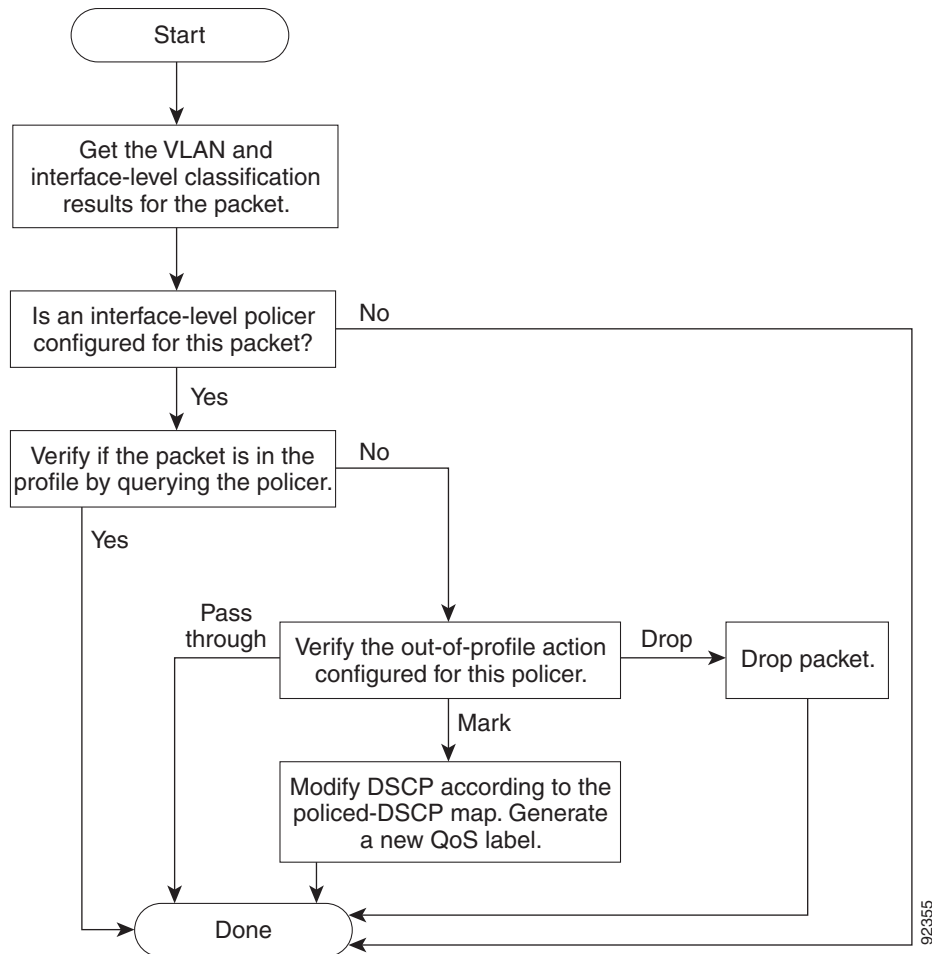 Start
Get the VLAN and
interface-level classification
results for the packet.
Is an interface-level policer
configured for this packet?
No
Yes
Verify if the packet is in the
profile by querying the policer.
No
Yes
Pass
through
Verify the out-of-profile action
configured for this policer.
Drop
Drop packet.
Mark
Modify DSCP according to the
policed-DSCP map. Generate
a new QoS label.
Done
92355